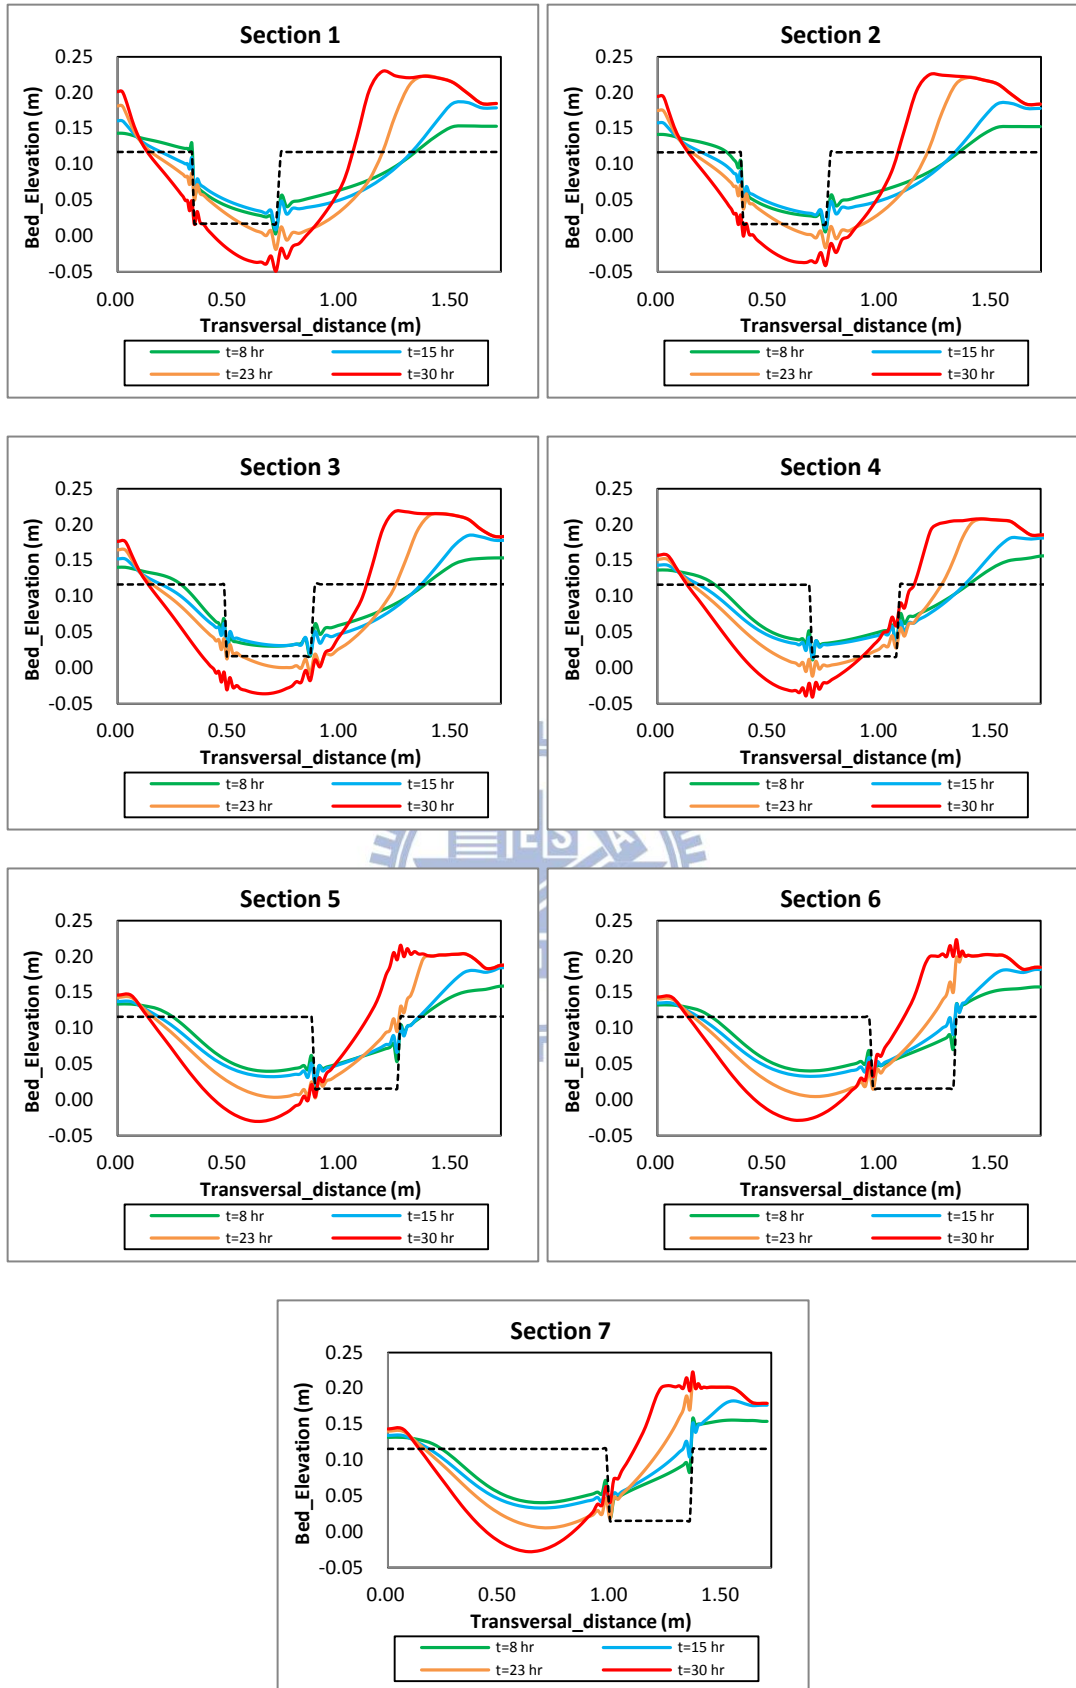 Section 1
Bed_Elevation (m)
0.25
0.20
0.15
0.10
0.05
0.00
-0.05
0.00 0.50 1.00 1.50
Transversal_distance (m)
t=8 hr t=15 hr
t=23 hr t=30 hr
Section 2
Bed_Elevation (m)
0.25
0.20
0.15
0.10
0.05
0.00
-0.05
0.00 0.50 1.00 1.50
Transversal_distance (m)
t=8 hr t=15 hr
t=23 hr t=30 hr
Section 3
Bed_Elevation (m)
0.25
0.20
0.15
0.10
0.05
0.00
-0.05
0.00 0.50 1.00 1.50
Transversal_distance (m)
t=8 hr t=15 hr
t=23 hr t=30 hr
Section 4
Bed_Elevation (m)
0.25
0.20
0.15
0.10
0.05
0.00
-0.05
0.00 0.50 1.00 1.50
Transversal_distance (m)
t=8 hr t=15 hr
t=23 hr t=30 hr
E S A
Section 5
Bed_Elevation (m)
0.25
0.20
0.15
0.10
0.05
0.00
-0.05
0.00 0.50 1.00 1.50
Transversal_distance (m)
t=8 hr t=15 hr
t=23 hr t=30 hr
Section 6
Bed_Elevation (m)
0.25
0.20
0.15
0.10
0.05
0.00
-0.05
0.00 0.50 1.00 1.50
Transversal_distance (m)
t=8 hr t=15 hr
t=23 hr t=30 hr
Section 7
Bed_Elevation (m)
0.25
0.20
0.15
0.10
0.05
0.00
-0.05
0.00 0.50 1.00 1.50
Transversal_distance (m)
t=8 hr t=15 hr
t=23 hr t=30 hr